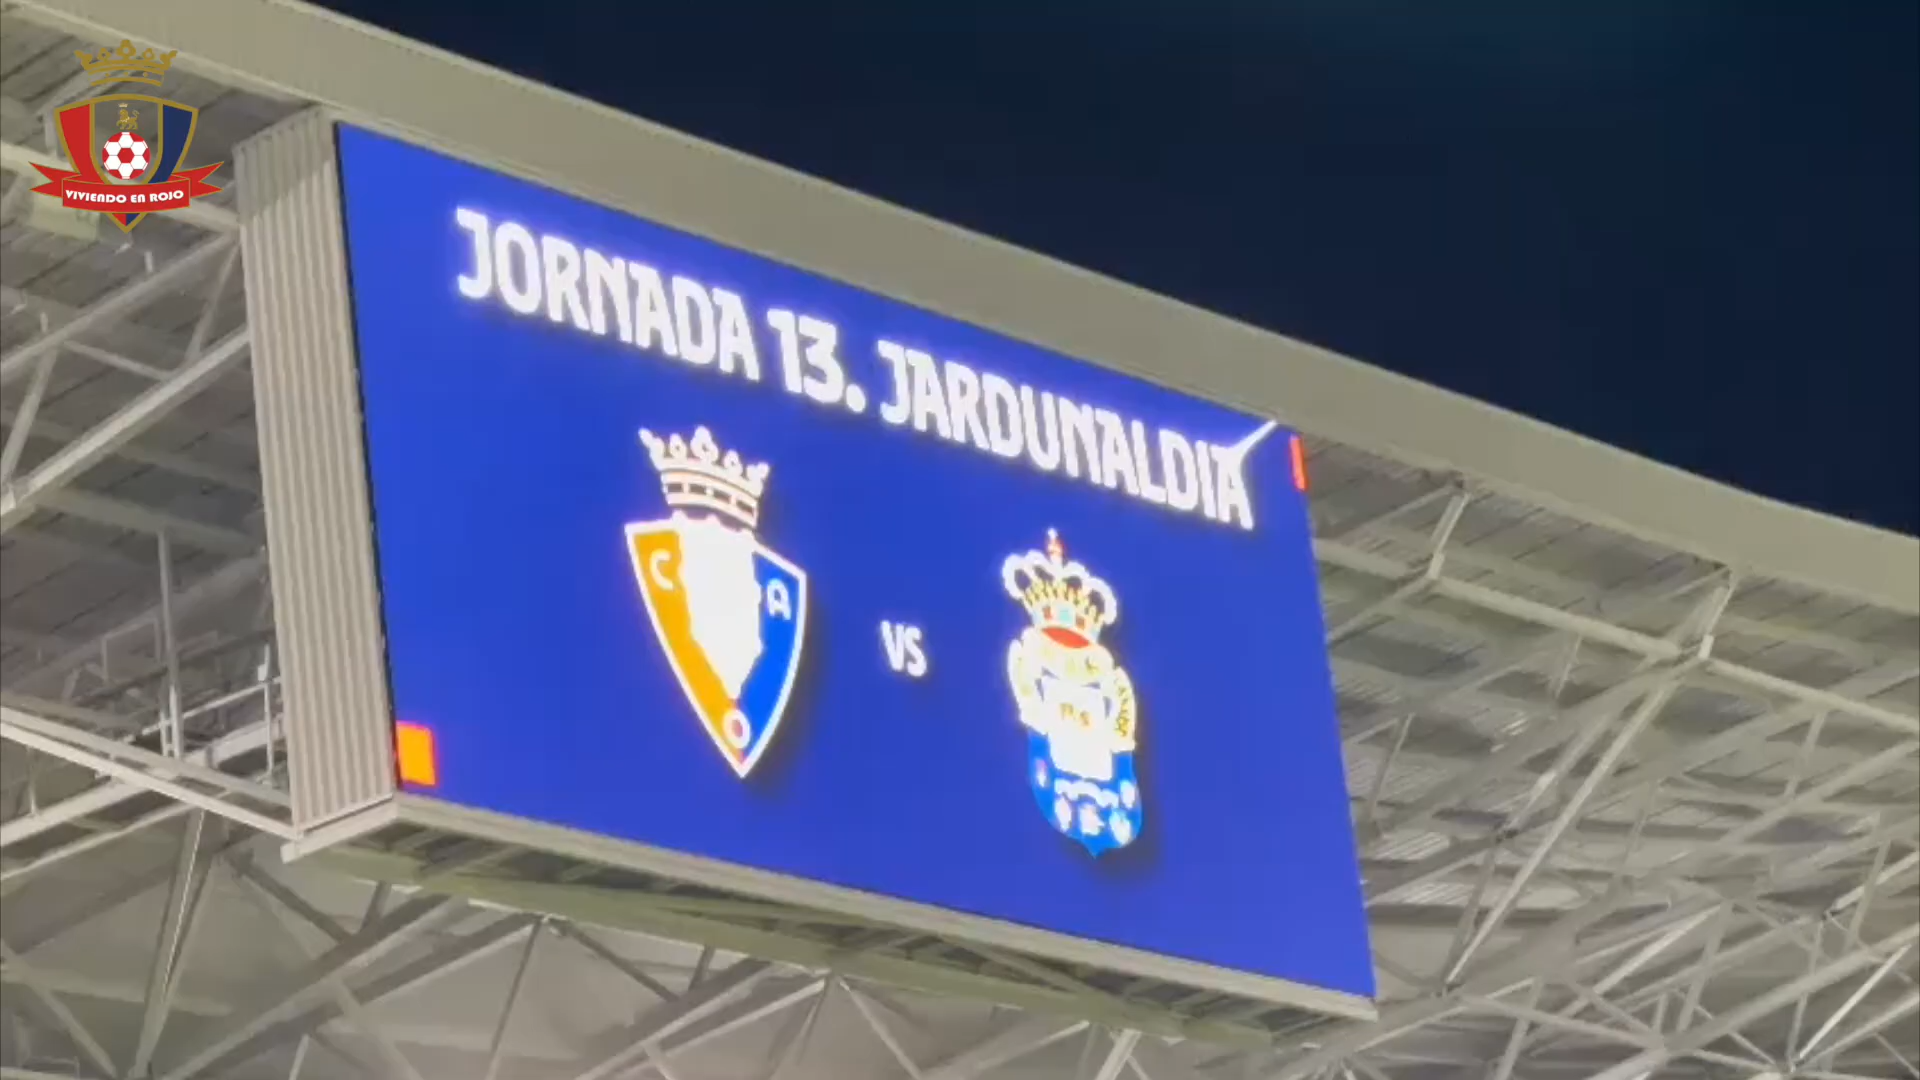 VIVIENDO EN ROJO
JORNADA 13. JARDUNALDIA
C A
VS
O